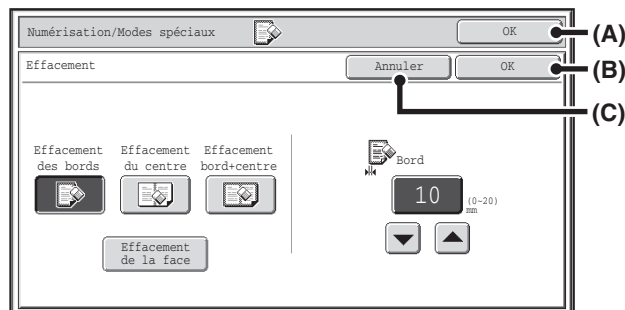 Numérisation/Modes spéciaux
OK
(A)
Effacement
Annuler
OK
(B)
(C)
Effacement
des bords
Effacement
du centre
Effacement
bord+centre
Bord
10
(0~20)
mm
Effacement
de la face